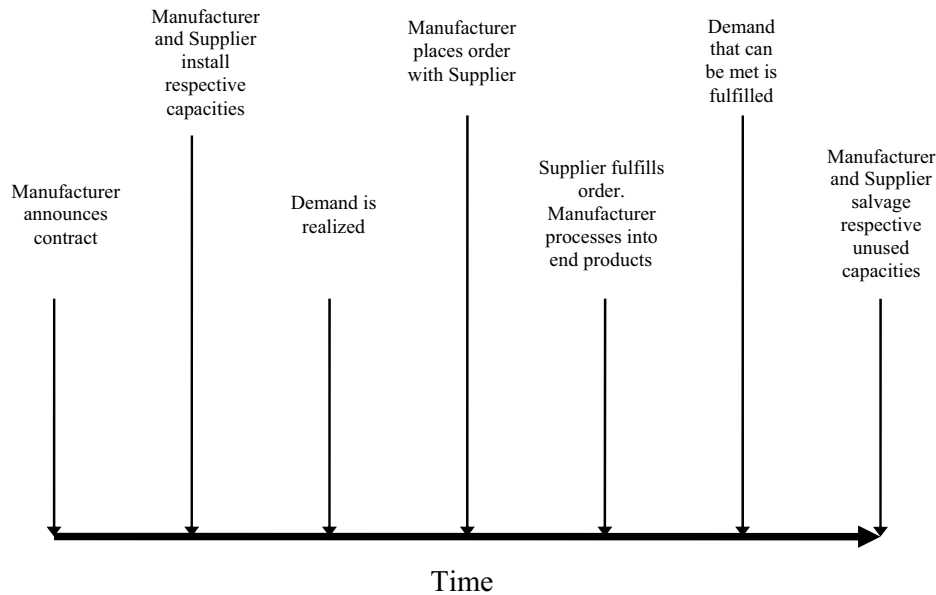 Manufacturer
announces
contract
Manufacturer
and Supplier
install
respective
capacities
Demand is
realized
Manufacturer
places order
with Supplier
Supplier fulfills
order.
Manufacturer
processes into
end products
Demand
that can
be met is
fulfilled
Manufacturer
and Supplier
salvage
respective
unused
capacities
Time